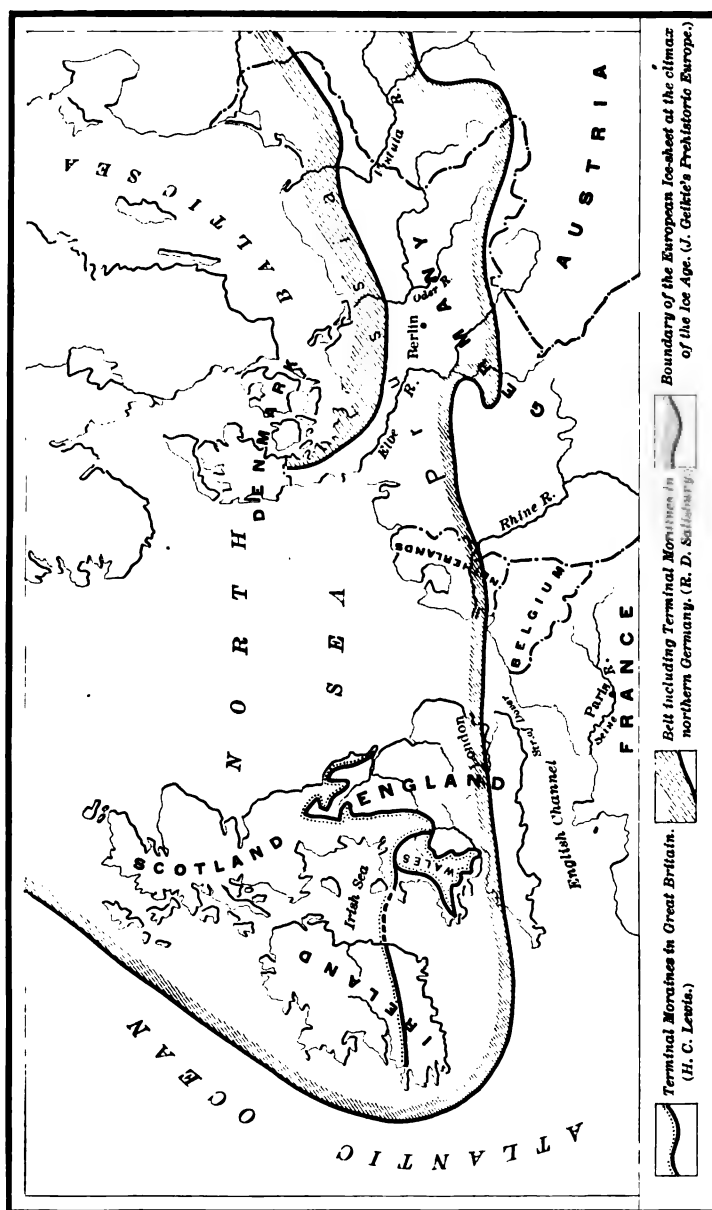 ATLANTIC OCEAN
NORTH SEA
BALTIC SEA
SCOTLAND
ENGLAND
IRELAND
WALES
Irish Sea
London
Strait Dover
English Channel
DENMARK
NETHERLANDS
BELGIUM
FRANCE
Paris
Seine R.
Rhine R.
Elbe R.
Prussia
Berlin
Oder R.
GERMANY
Vistula R.
AUSTRIA
Terminal Moraines in Great Britain.
(H. C. Lewis.)
Belt including Terminal Moraines in
northern Germany. (R. D. Salisbury.)
Boundary of the European Ice-sheet at the climax
of the Ice Age. (J. Geikie's Prehistoric Europe.)